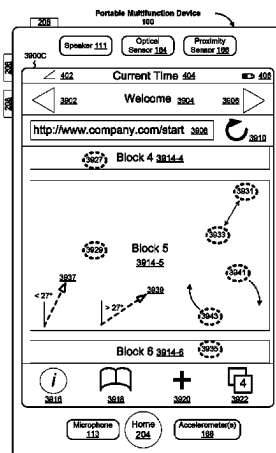 Portable Multifunction Device
100
206
3900C
Speaker 111
Optical
Sensor 164
Proximity
Sensor 166
208
208
402
Current Time 404
406
3902
Welcome 3904
3906
http://www.company.com/start 3908
3910
3927
Block 4 3914-4
3931
3933
3929
Block 5
3914-5
3937
3939
3941
< 27°
< 27°
3943
Block 6 3914-6
3935
i
4
3916
3918
3920
3922
Microphone
113
Home
204
Accelerometer(s)
168